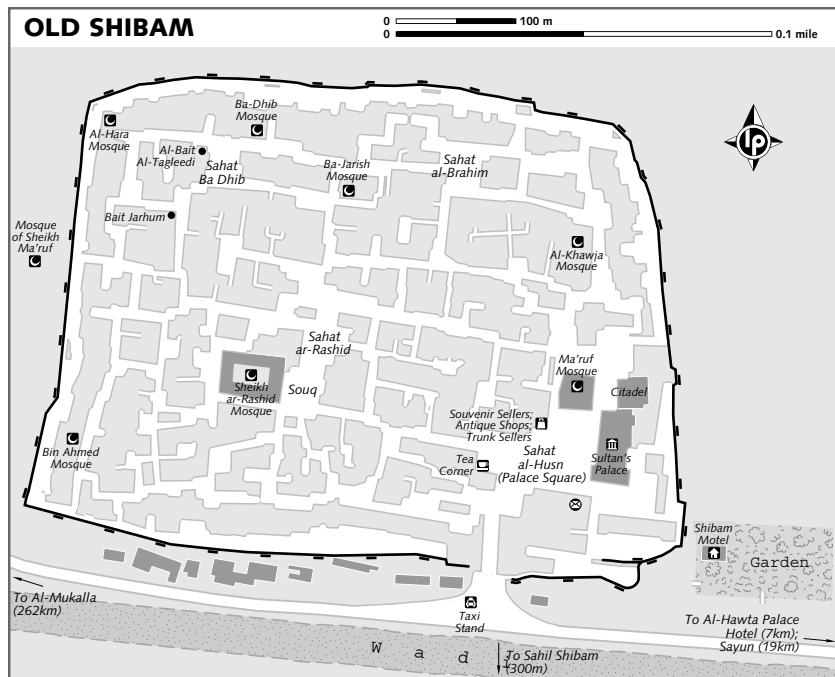 OLD SHIBAM
0 100 m
0 0.1 mile
lp
Al-Hara
Mosque
Ba-Dhib
Mosque
Al-Bait
Al-Tagleedi
Sahat
Ba Dhib
Ba-Jarish
Mosque
Sahat
al-Brahim
Bait Jarhum
Mosque
of Sheikh
Ma'ruf
Al-Khawja
Mosque
Sahat
ar-Rashid
Sheikh
ar-Rashid
Mosque
Souq
Ma'ruf
Mosque
Citadel
Souvenir Sellers;
Antique Shops;
Trunk Sellers
Bin Ahmed
Mosque
Tea
Corner
Sahat
al-Husn
(Palace Square)
Sultan's
Palace
Shibam
Motel
Garden
To Al-Mukalla
(262km)
Taxi
Stand
To Al-Hawta Palace
Hotel (7km);
Sayun (19km)
Wadi
To Sahil Shibam
(300m)